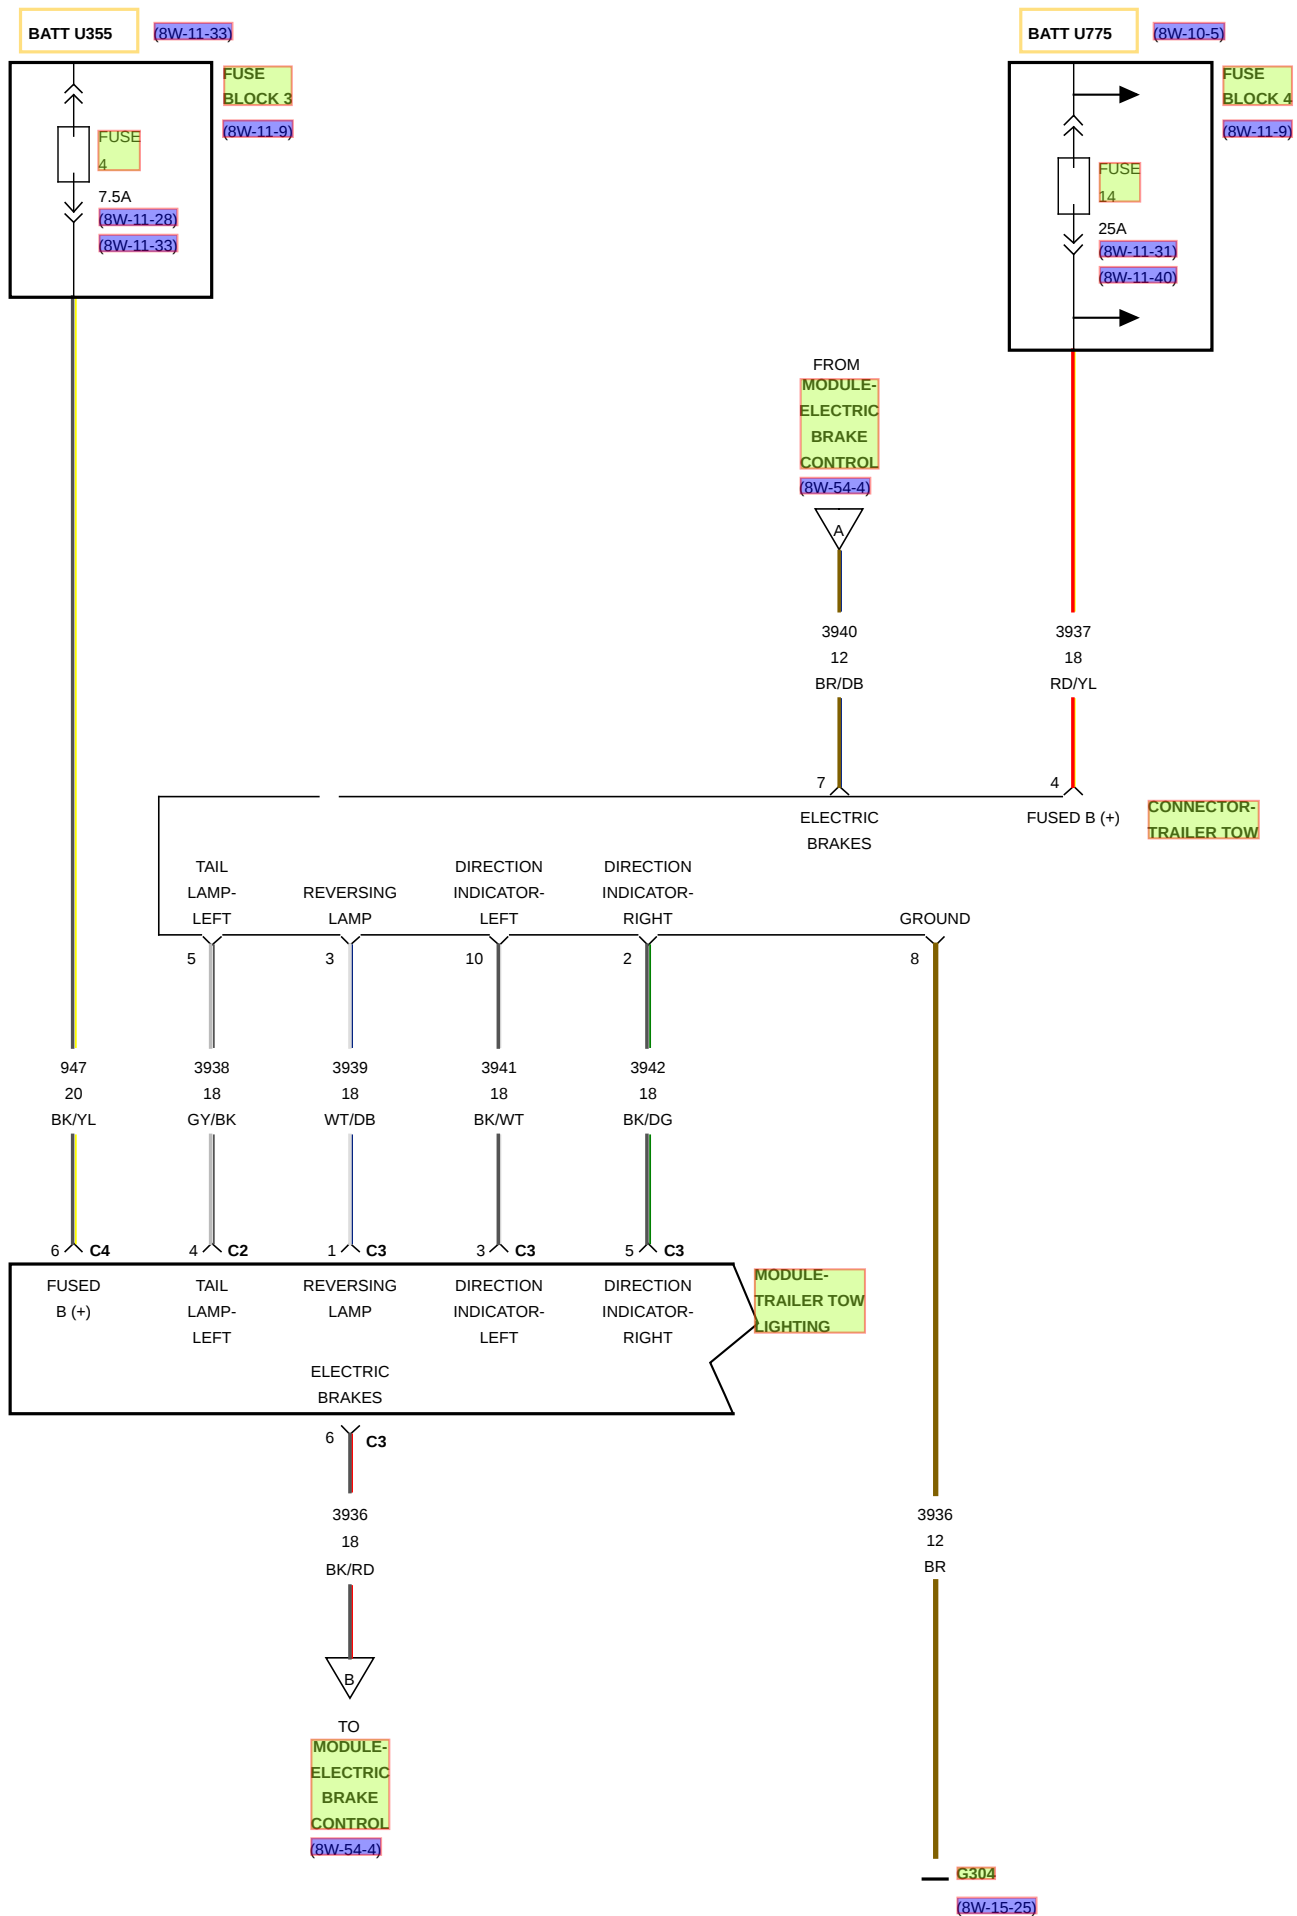 BATT U355
(8W-11-33)
FUSE
BLOCK 3
(8W-11-9)
FUSE
4
7.5A
(8W-11-28)
(8W-11-33)
BATT U775
(8W-10-5)
FUSE
BLOCK 4
(8W-11-9)
FUSE
14
25A
(8W-11-31)
(8W-11-40)
FROM
MODULE-
ELECTRIC
BRAKE
CONTROL
(8W-54-4)
A
3940
12
BR/DB
3937
18
RD/YL
7
4
ELECTRIC
BRAKES
FUSED B (+)
CONNECTOR-
TRAILER TOW
TAIL
LAMP-
LEFT
REVERSING
LAMP
DIRECTION
INDICATOR-
LEFT
DIRECTION
INDICATOR-
RIGHT
GROUND
5
3
10
2
8
947
20
BK/YL
3938
18
GY/BK
3939
18
WT/DB
3941
18
BK/WT
3942
18
BK/DG
6 C4
4 C2
1 C3
3 C3
5 C3
FUSED
B (+)
TAIL
LAMP-
LEFT
REVERSING
LAMP
DIRECTION
INDICATOR-
LEFT
DIRECTION
INDICATOR-
RIGHT
MODULE-
TRAILER TOW
LIGHTING
ELECTRIC
BRAKES
6 C3
3936
18
BK/RD
3936
12
BR
B
TO
MODULE-
ELECTRIC
BRAKE
CONTROL
(8W-54-4)
G304
(8W-15-25)